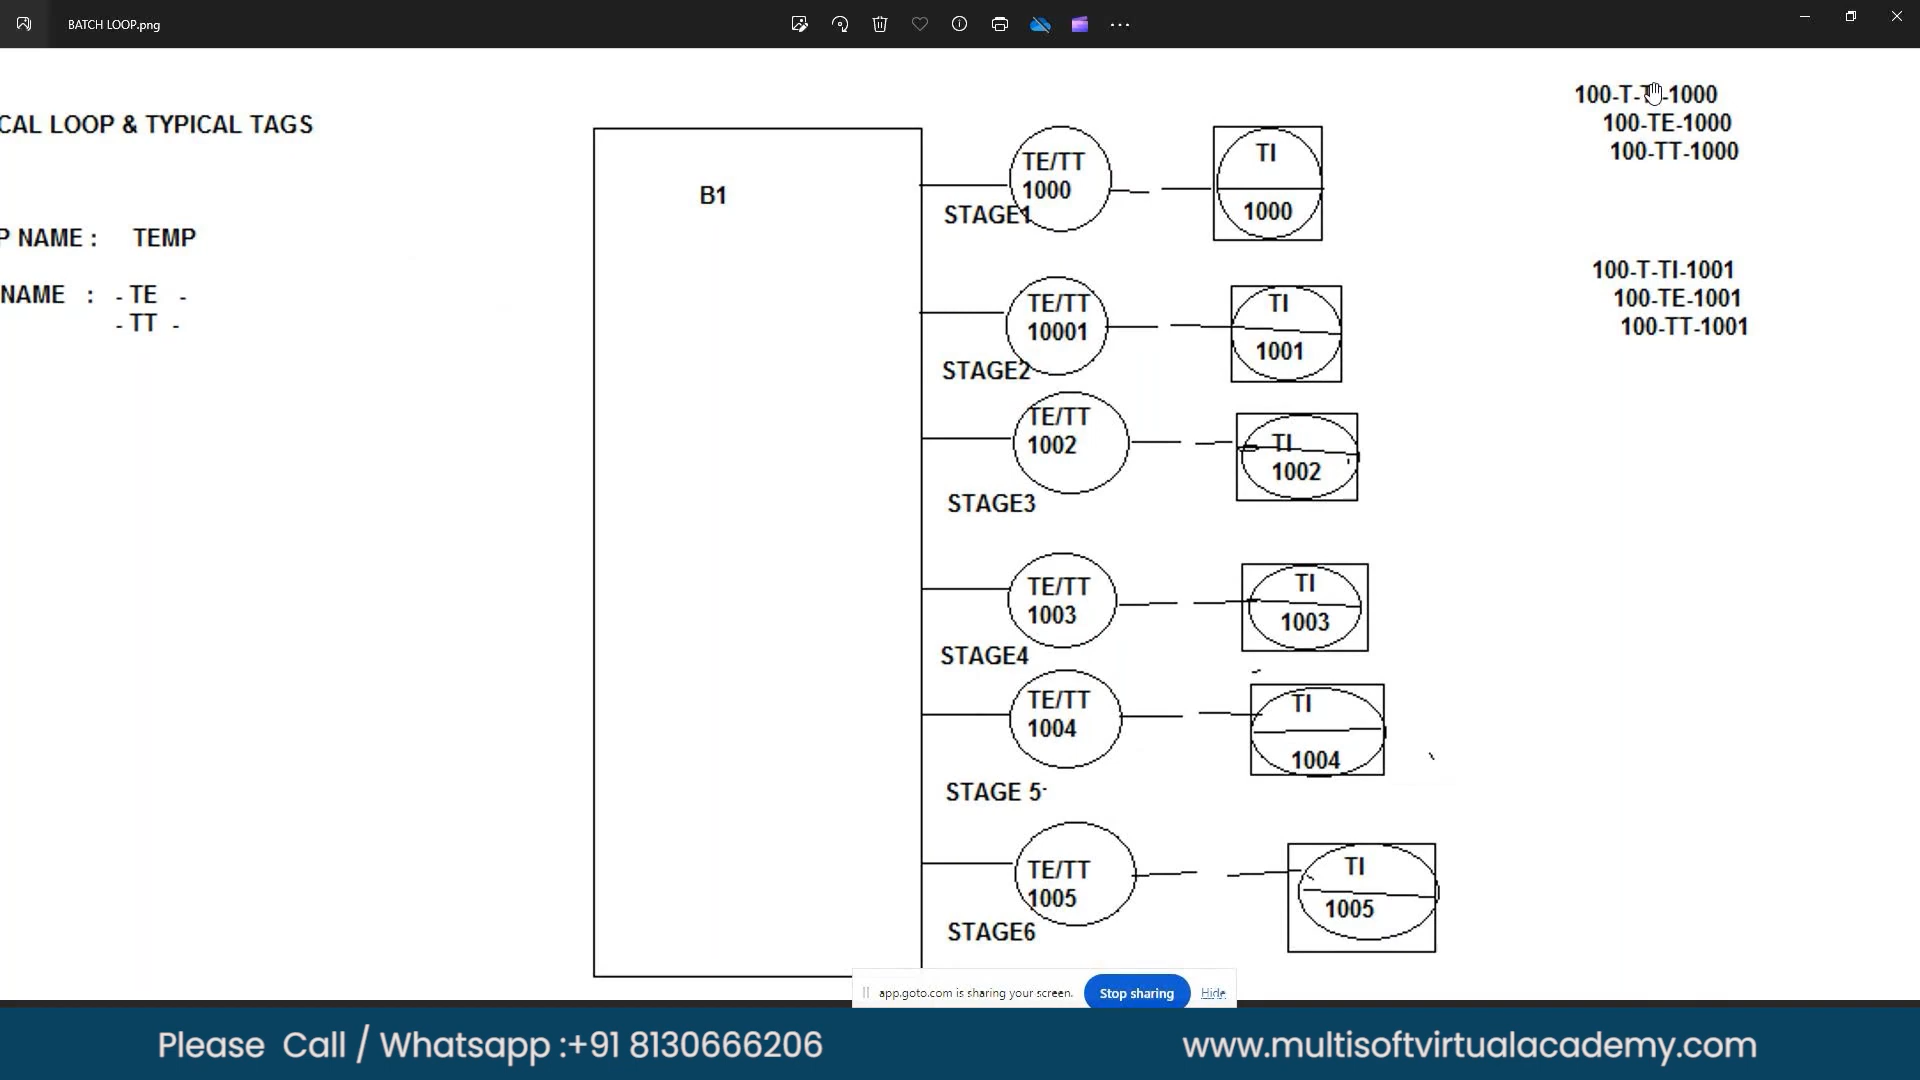 BATCH LOOP.png
CAL LOOP & TYPICAL TAGS
P NAME : TEMP
NAME : - TE -
- TT -
B1
TE/TT
1000
STAGE1
TI
1000
TE/TT
10001
STAGE2
TI
1001
TE/TT
1002
STAGE3
TI
1002
TE/TT
1003
STAGE4
TI
1003
TE/TT
1004
STAGE 5
TI
1004
TE/TT
1005
STAGE6
TI
1005
100-T- -1000
100-TE-1000
100-TT-1000
100-T-TI-1001
100-TE-1001
100-TT-1001
app.goto.com is sharing your screen.
Stop sharing
Hide
Please Call / Whatsapp :+91 8130666206
www.multisoftvirtualacademy.com